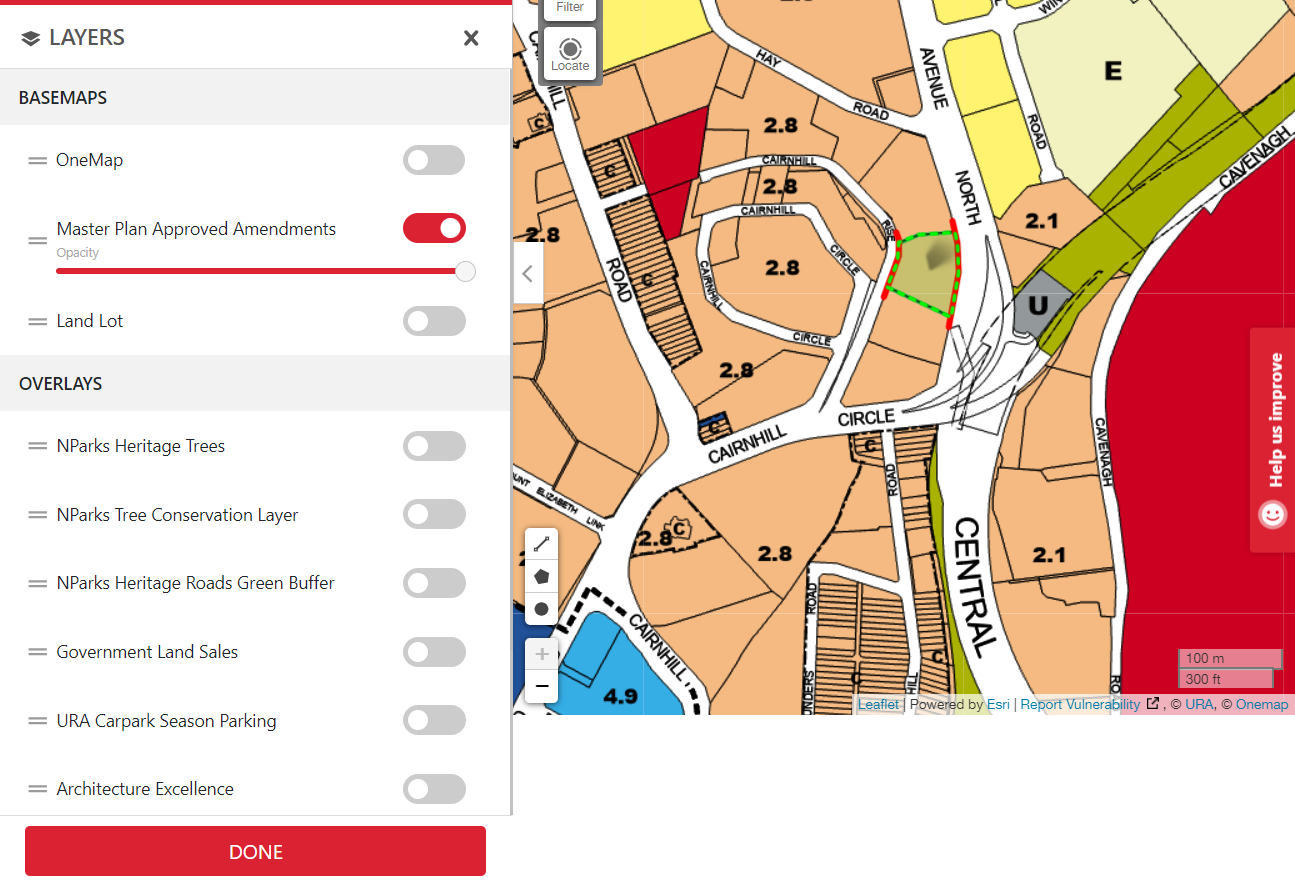 LAYERS
BASEMAPS
OneMap
Master Plan Approved Amendments
Opacity
Land Lot
OVERLAYS
NParks Heritage Trees
NParks Tree Conservation Layer
NParks Heritage Roads Green Buffer
Government Land Sales
URA Carpark Season Parking
Architecture Excellence
DONE
Filter
Locate
HAY
ROAD
AVENUE
NORTH
ROAD
E
CAVENAGH
2.8
C
C
CAIRNHILL
RISE
2.8
CAIRNHILL
CIRCLE
2.1
2.8
2.8
CAIRNHILL
ROAD
C
U
CIRCLE
2.8
C
CAIRNHILL
CIRCLE
C
ROAD
CAVENAGH
ELIZABETH
LINK
2.8
C
2.8
CENTRAL
2.1
ROAD
CAIRNHILL
C
C
HILL
4.9
Help us improve
100 m
300 ft
Leaflet | Powered by Esri | Report Vulnerability , © URA, © Onemap